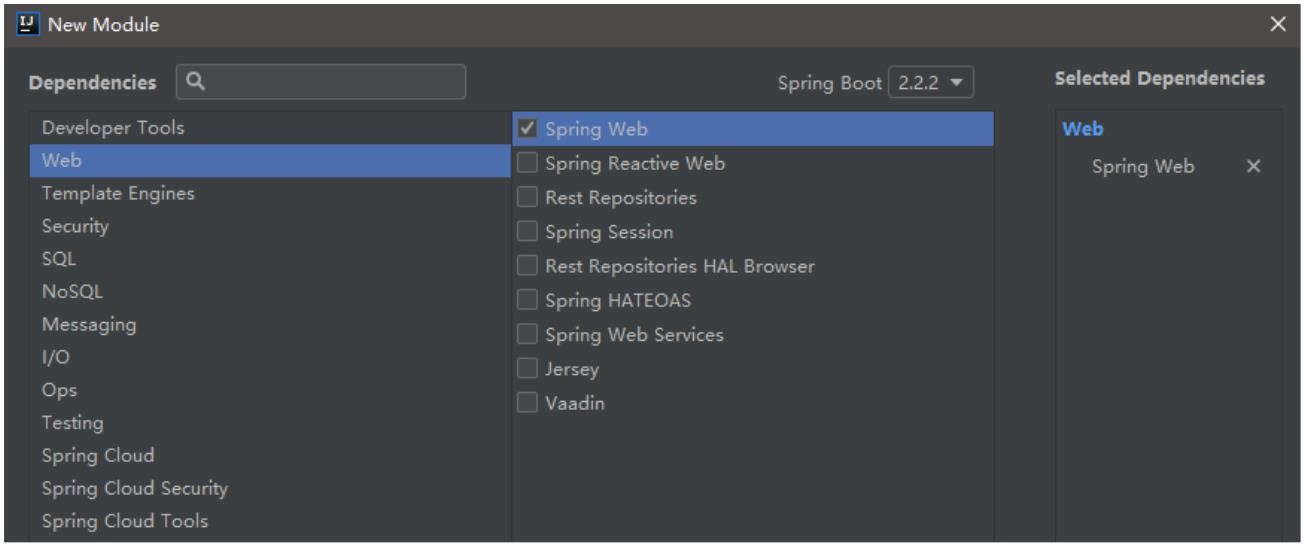 New Module
Dependencies
Spring Boot 2.2.2
Selected Dependencies
Developer Tools
Web
Template Engines
Security
SQL
NoSQL
Messaging
I/O
Ops
Testing
Spring Cloud
Spring Cloud Security
Spring Cloud Tools
Spring Web
Spring Reactive Web
Rest Repositories
Spring Session
Rest Repositories HAL Browser
Spring HATEOAS
Spring Web Services
Jersey
Vaadin
Web
Spring Web